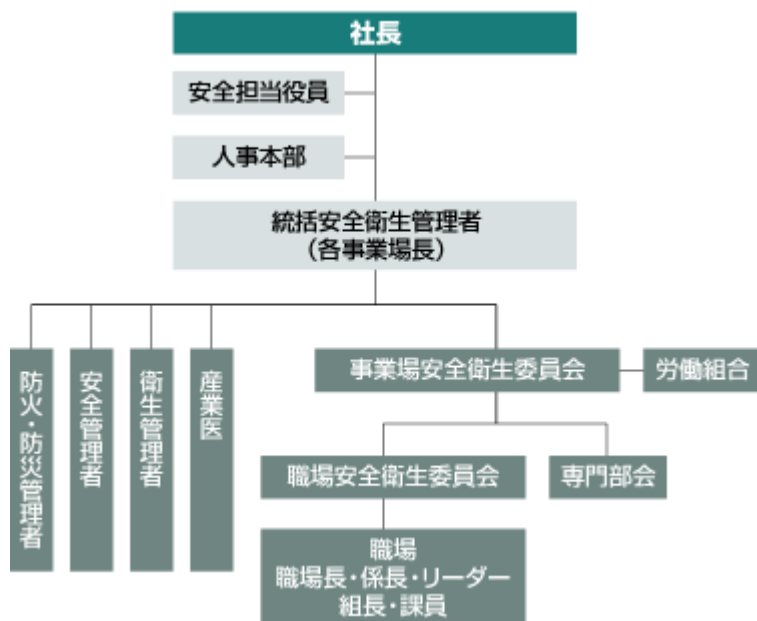 社長
安全担当役員
人事本部
統括安全衛生管理者
(各事業場長)
防火・防災管理者
安全管理者
衛生管理者
産業医
事業場安全衛生委員会
労働組合
職場安全衛生委員会
専門部会
職場
職場長・係長・リーダー
組長・課員